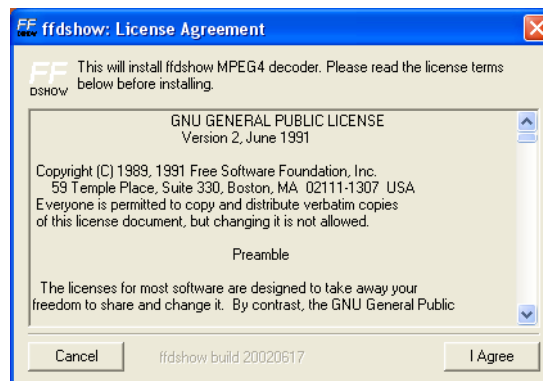 FF DSHOW ffdshow: License Agreement
FF
DSHOW
This will install ffdshow MPEG4 decoder. Please read the license terms
below before installing.
GNU GENERAL PUBLIC LICENSE
Version 2, June 1991
Copyright (C) 1989, 1991 Free Software Foundation, Inc.
59 Temple Place, Suite 330, Boston, MA  02111-1307  USA
Everyone is permitted to copy and distribute verbatim copies
of this license document, but changing it is not allowed.
Preamble
The licenses for most software are designed to take away your
freedom to share and change it.  By contrast, the GNU General Public
Cancel
ffdshow build 20020617
I Agree